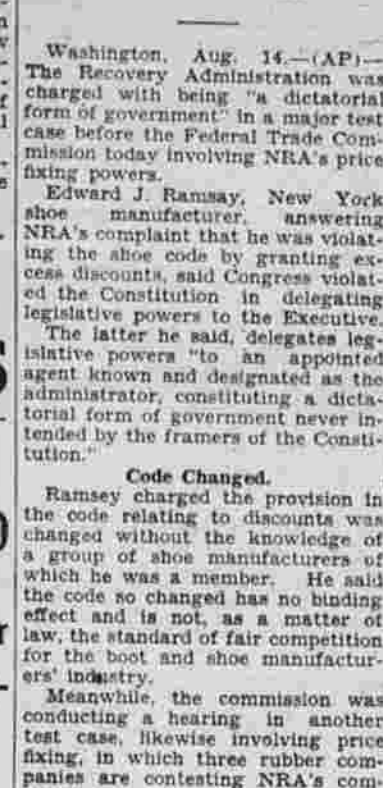 Washington, Aug. 14.—(AP)—
The Recovery Administration was
charged with being "a dictatorial
form of government" in a major test
case before the Federal Trade Com-
mission today involving NRA's price
fixing powers.
Edward J. Ramsay, New York
shoe manufacturer, answering
NRA's complaint that he was violat-
ing the shoe code by granting ex-
cess discounts, said Congress violat-
ed the Constitution in delegating
legislative powers to the Executive.
The latter he said, delegates leg-
islative powers "to an appointed
agent known and designated as the
administrator, constituting a dicta-
torial form of government never in-
tended by the framers of the Consti-
tution."
Code Changed.
Ramsey charged the provision in
the code relating to discounts was
changed without the knowledge of
a group of shoe manufacturers of
which he was a member. He said
the code so changed has no binding
effect and is not, as a matter of
law, the standard of fair competition
for the boot and shoe manufactur-
ers' industry.
Meanwhile, the commission was
conducting a hearing in another
test case, likewise involving price
fixing, in which three rubber com-
panies are contesting NRA's com-